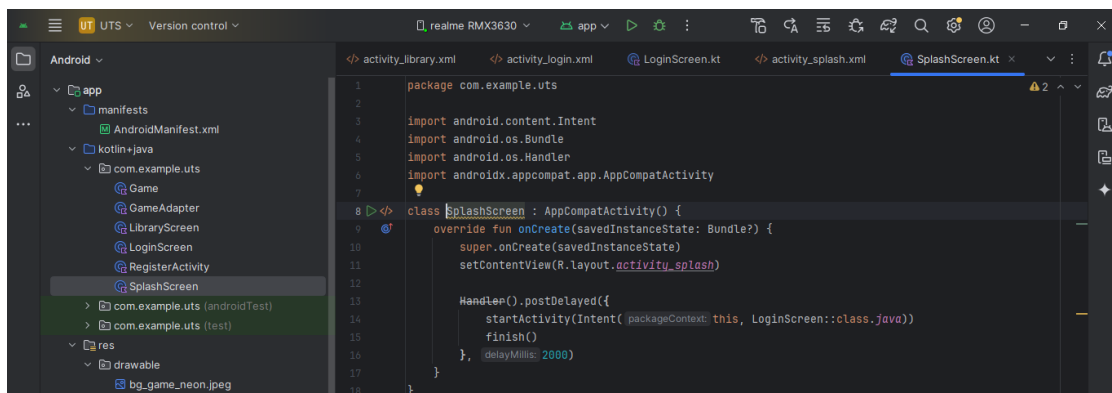 UT UTS Version control realme RMX3630 app
Android
app
manifests
AndroidManifest.xml
kotlin+java
com.example.uts
Game
GameAdapter
LibraryScreen
LoginScreen
RegisterActivity
SplashScreen
com.example.uts (androidTest)
com.example.uts (test)
res
drawable
bg_game_neon.jpeg
activity_library.xml activity_login.xml LoginScreen.kt activity_splash.xml SplashScreen.kt
2
1 package com.example.uts
2
3 import android.content.Intent
4 import android.os.Bundle
5 import android.os.Handler
6 import androidx.appcompat.app.AppCompatActivity
7
8 class SplashScreen : AppCompatActivity() {
9 override fun onCreate(savedInstanceState: Bundle?) {
10 super.onCreate(savedInstanceState)
11 setContentView(R.layout.activity_splash)
12
13 Handler().postDelayed({
14 startActivity(Intent( packageContext: this, LoginScreen::class.java))
15 finish()
16 }, delayMillis: 2000)
17 }
18 }